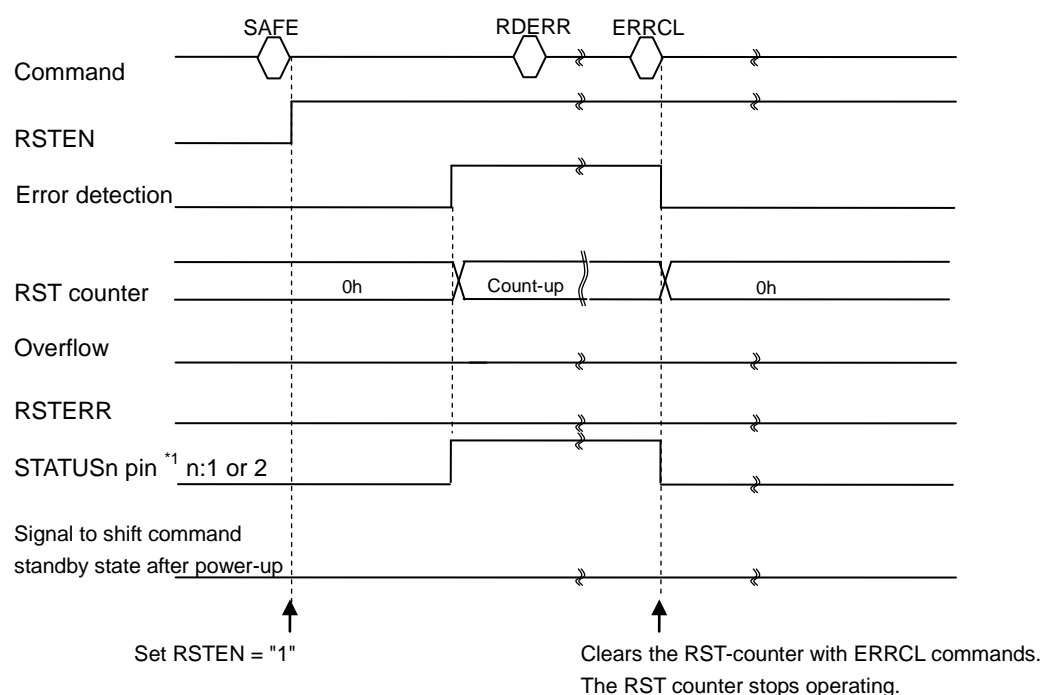 SAFE RDERR ERRCL
Command
RSTEN
Error detection
RST counter 0h Count-up 0h
Overflow
RSTERR
STATUSn pin *1 n:1 or 2
Signal to shift command
standby state after power-up
Set RSTEN = "1"
Clears the RST-counter with ERRCL commands.
The RST counter stops operating.